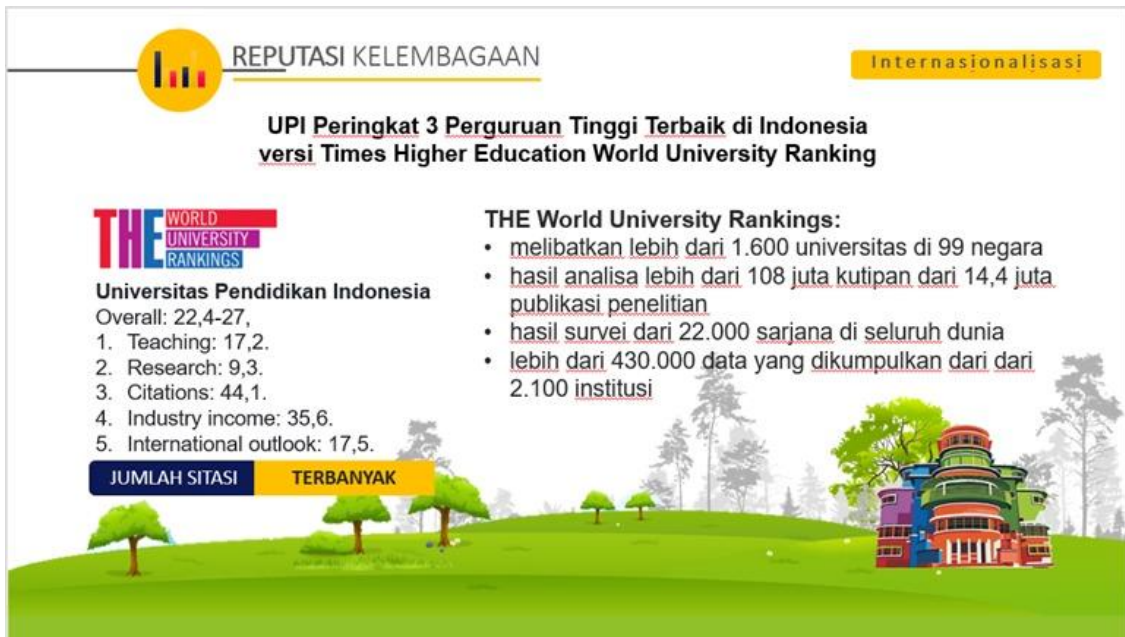 REPUTASI KELEMBAGAAN
Internasionalisasi
UPI Peringkat 3 Perguruan Tinggi Terbaik di Indonesia
versi Times Higher Education World University Ranking
THE WORLD
UNIVERSITY
RANKINGS
Universitas Pendidikan Indonesia
Overall: 22,4-27,
1. Teaching: 17,2.
2. Research: 9,3.
3. Citations: 44,1.
4. Industry income: 35,6.
5. International outlook: 17,5.
JUMLAH SITASI TERBANYAK
THE World University Rankings:
• melibatkan lebih dari 1.600 universitas di 99 negara
• hasil analisa lebih dari 108 juta kutipan dari 14,4 juta
publikasi penelitian
• hasil survei dari 22.000 sarjana di seluruh dunia
• lebih dari 430.000 data yang dikumpulkan dari dari
2.100 institusi